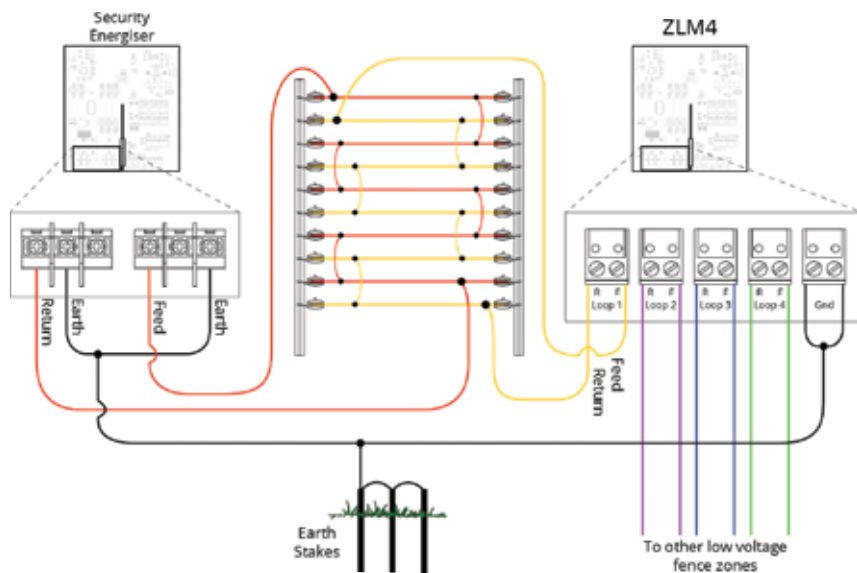 Security
Energiser
ZLM4
Return
Earth
Feed
Earth
R F
Loop 1
R F
Loop 2
R F
Loop 3
R F
Loop 4
Gnd
Feed
Return
Earth
Stakes
To other low voltage
fence zones